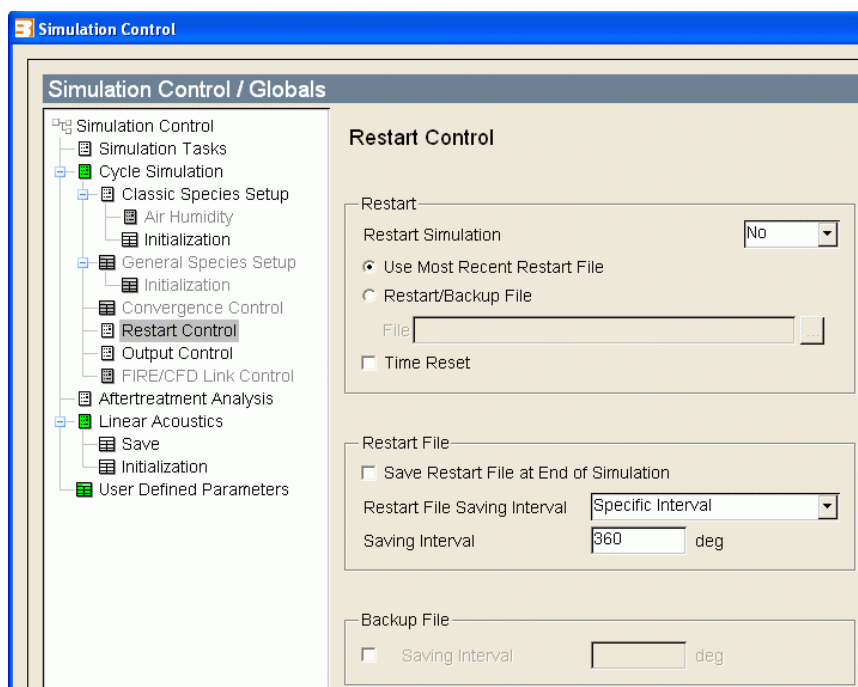 Simulation Control
Simulation Control / Globals
Simulation Control
Simulation Tasks
Cycle Simulation
Classic Species Setup
Air Humidity
Initialization
General Species Setup
Initialization
Convergence Control
Restart Control
Output Control
FIRE/CFD Link Control
Aftertreatment Analysis
Linear Acoustics
Save
Initialization
User Defined Parameters
Restart Control
Restart
Restart Simulation No
Use Most Recent Restart File
Restart/Backup File
File ...
Time Reset
Restart File
Save Restart File at End of Simulation
Restart File Saving Interval Specific Interval
Saving Interval 360 deg
Backup File
Saving Interval deg